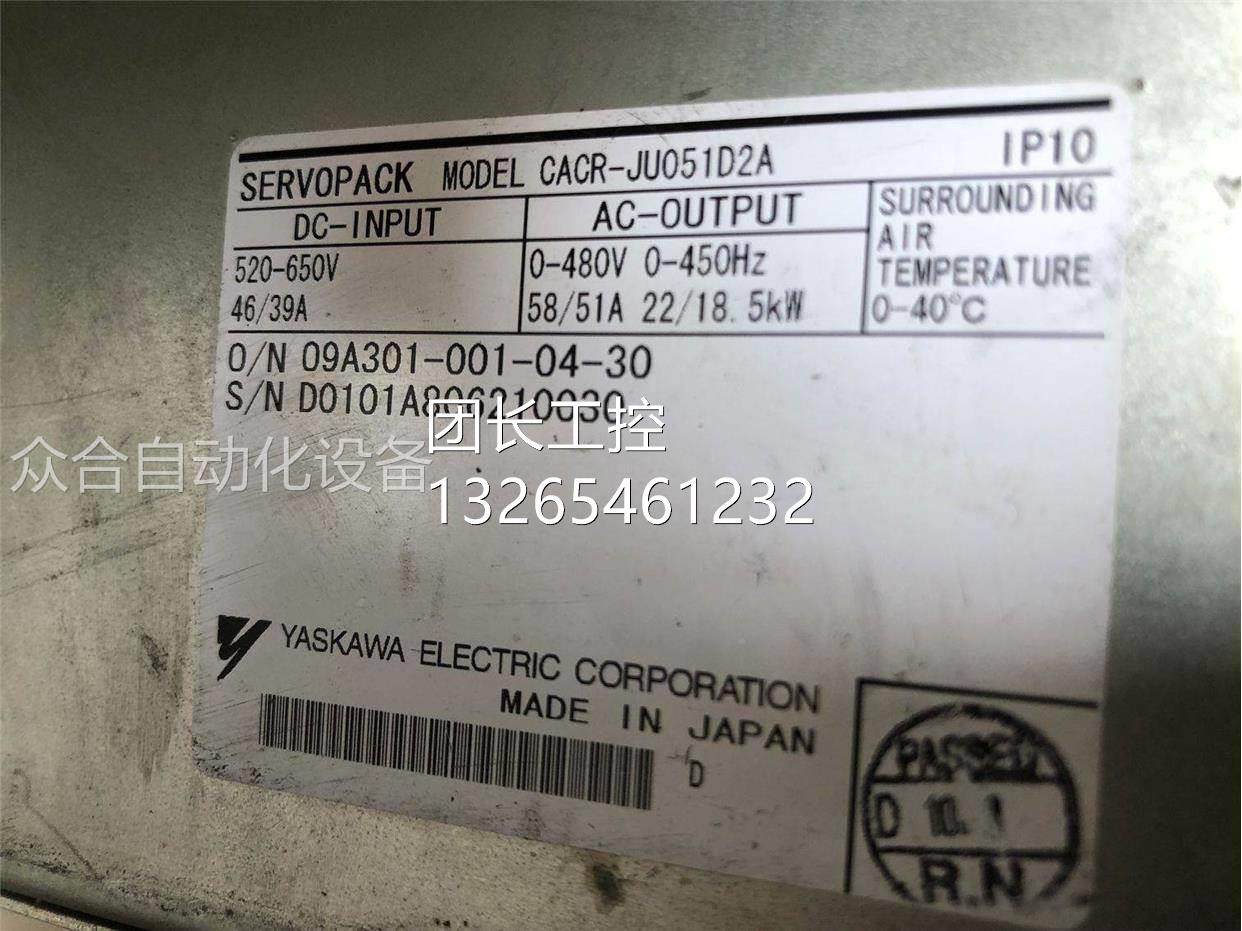 SERVOPACK MODEL CACR-JU051D2A IP10
DC-INPUT AC-OUTPUT SURROUNDING
AIR
TEMPERATURE
0-40°C
520-650V 0-480V 0-450Hz
46/39A 58/51A 22/18.5kW
O/N 09A301-001-04-30
S/N D0101A806210030
团长工控
众合自动化设备
13265461232
YASKAWA ELECTRIC CORPORATION
MADE IN JAPAN
D
PASSED
D 10. 1
R.N